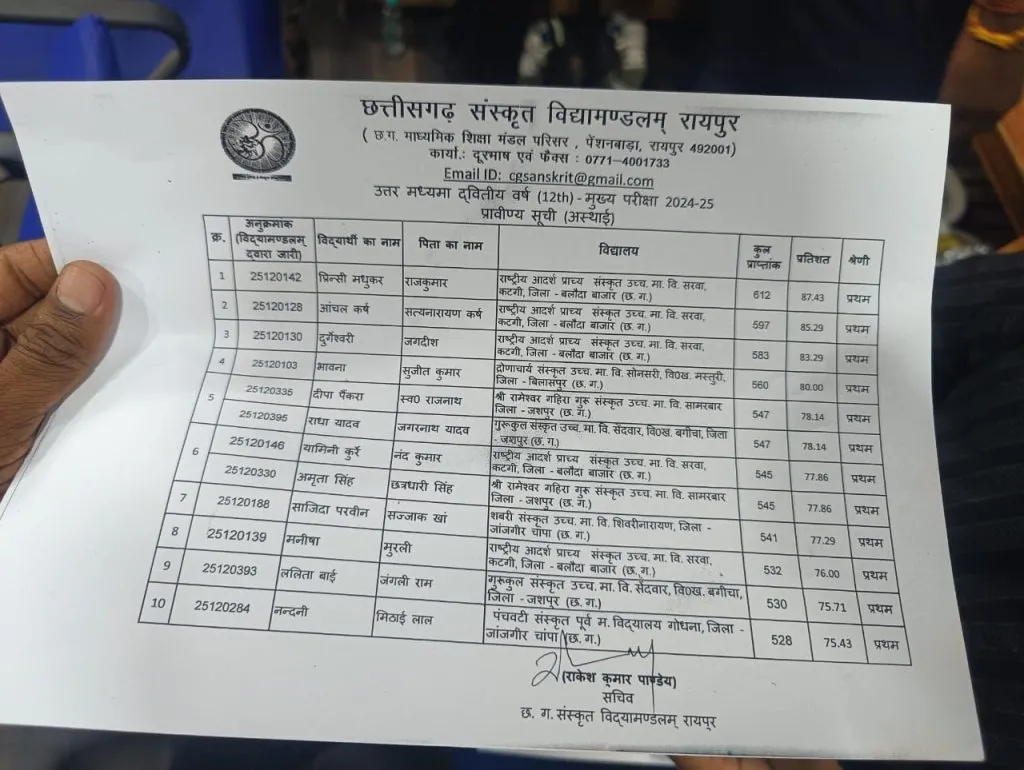 छत्तीसगढ़ संस्कृत विद्यामण्डलम् रायपुर
( छ.ग. माध्यमिक शिक्षा मंडल परिसर , पेंशनबाड़ा, रायपुर 492001)
कार्या.: दूरभाष एवं फैक्स : 0771-4001733
Email ID: cgsanskrit@gmail.com
उत्तर मध्यमा द्वितीय वर्ष (12th) - मुख्य परीक्षा 2024-25
प्रावीण्य सूची (अस्थाई)
क्र. अनुक्रमांक (विद्यामण्डलम् द्वारा जारी) विद्यार्थी का नाम पिता का नाम विद्यालय कुल प्राप्तांक प्रतिशत श्रेणी
1 25120142 प्रिन्सी मधुकर राजकुमार राष्ट्रीय आदर्श प्राच्य संस्कृत उच्च. मा. वि. सरवा, कटगी, जिला - बलौदा बाजार (छ. ग.) 612 87.43 प्रथम
2 25120128 आंचल कर्ष सत्यनारायण कर्ष राष्ट्रीय आदर्श प्राच्य संस्कृत उच्च. मा. वि. सरवा, कटगी, जिला - बलौदा बाजार (छ. ग.) 597 85.29 प्रथम
3 25120130 दुर्गेश्वरी जगदीश राष्ट्रीय आदर्श प्राच्य संस्कृत उच्च. मा. वि. सरवा, कटगी, जिला - बलौदा बाजार (छ. ग.) 583 83.29 प्रथम
4 25120103 भावना सुजीत कुमार द्रोणाचार्य संस्कृत उच्च. मा. वि. सोनसरी, वि0ख. मस्तुरी, जिला - बिलासपुर (छ. ग.) 560 80.00 प्रथम
5 25120335 दीपा पैंकरा स्व0 राजनाथ श्री रामेश्वर गहिरा गुरू संस्कृत उच्च. मा. वि. सामरबार जिला - जशपुर (छ. ग.) 547 78.14 प्रथम
25120395 राधा यादव जगरनाथ यादव गुरूकुल संस्कृत उच्च. मा. वि. सेंदवार, वि0ख. बगीचा, जिला - जशपुर (छ. ग.) 547 78.14 प्रथम
6 25120146 यामिनी कुर्रे नंद कुमार राष्ट्रीय आदर्श प्राच्य संस्कृत उच्च. मा. वि. सरवा, कटगी, जिला - बलौदा बाजार (छ. ग.) 545 77.86 प्रथम
25120330 अमृता सिंह छत्रधारी सिंह श्री रामेश्वर गहिरा गुरू संस्कृत उच्च. मा. वि. सामरबार जिला - जशपुर (छ. ग.) 545 77.86 प्रथम
7 25120188 साजिदा परवीन सज्जाक खां शबरी संस्कृत उच्च. मा. वि. शिवरीनारायण, जिला - जांजगीर चांपा (छ. ग.) 541 77.29 प्रथम
8 25120139 मनीषा मुरली राष्ट्रीय आदर्श प्राच्य संस्कृत उच्च. मा. वि. सरवा, कटगी, जिला - बलौदा बाजार (छ. ग.) 532 76.00 प्रथम
9 25120393 ललिता बाई जंगली राम गुरूकुल संस्कृत उच्च. मा. वि. सेंदवार, वि0ख. बगीचा, जिला - जशपुर (छ. ग.) 530 75.71 प्रथम
10 25120284 नन्दनी मिठाई लाल पंचवटी संस्कृत पूर्व म. विद्यालय गोधना, जिला - जांजगीर चांपा (छ. ग.) 528 75.43 प्रथम
(राकेश कुमार पाण्डेय)
सचिव
छ. ग. संस्कृत विद्यामण्डलम् रायपुर